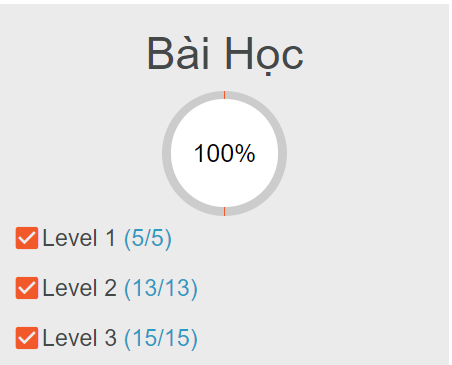 Bài Học
100%
Level 1 (5/5)
Level 2 (13/13)
Level 3 (15/15)